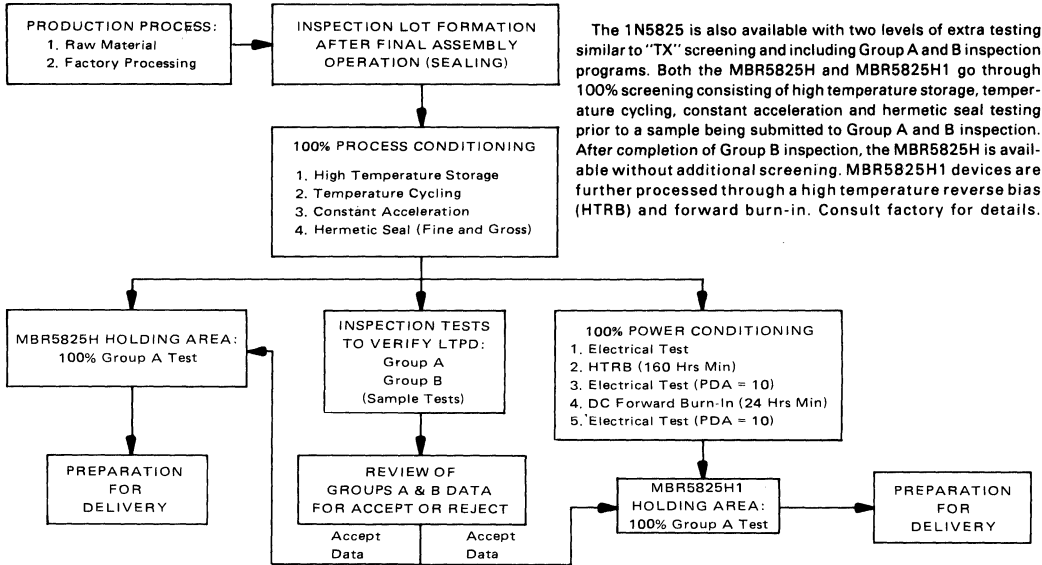 PRODUCTION PROCESS:
1. Raw Material
2. Factory Processing
INSPECTION LOT FORMATION
AFTER FINAL ASSEMBLY
OPERATION (SEALING)
The 1N5825 is also available with two levels of extra testing
similar to "TX" screening and including Group A and B inspection
programs. Both the MBR5825H and MBR5825H1 go through
100% screening consisting of high temperature storage, temper-
ature cycling, constant acceleration and hermetic seal testing
prior to a sample being submitted to Group A and B inspection.
After completion of Group B inspection, the MBR5825H is avail-
able without additional screening. MBR5825H1 devices are
further processed through a high temperature reverse bias
(HTRB) and forward burn-in. Consult factory for details.
100% PROCESS CONDITIONING
1. High Temperature Storage
2. Temperature Cycling
3. Constant Acceleration
4. Hermetic Seal (Fine and Gross)
MBR5825H HOLDING AREA:
100% Group A Test
INSPECTION TESTS
TO VERIFY LTPD:
Group A
Group B
(Sample Tests)
100% POWER CONDITIONING
1. Electrical Test
2. HTRB (160 Hrs Min)
3. Electrical Test (PDA = 10)
4. DC Forward Burn-In (24 Hrs Min)
5. Electrical Test (PDA = 10)
PREPARATION
FOR
DELIVERY
REVIEW OF
GROUPS A & B DATA
FOR ACCEPT OR REJECT
MBR5825H1
HOLDING AREA:
100% Group A Test
PREPARATION
FOR
DELIVERY
Accept
Data
Accept
Data